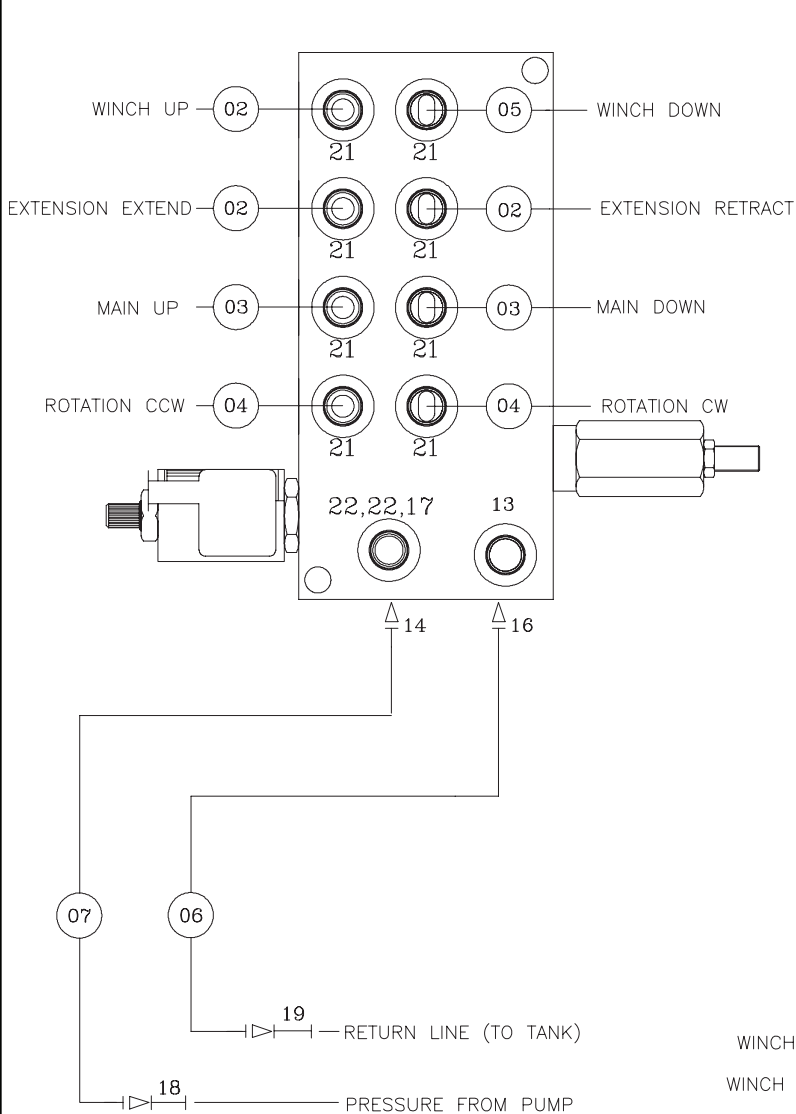 WINCH UP 02 05 WINCH DOWN
21 21
EXTENSION EXTEND 02 02 EXTENSION RETRACT
21 21
MAIN UP 03 03 MAIN DOWN
21 21
ROTATION CCW 04 04 ROTATION CW
21 21
22,22,17 13
14 16
07 06
19
RETURN LINE (TO TANK)
WINCH
18
WINCH
PRESSURE FROM PUMP